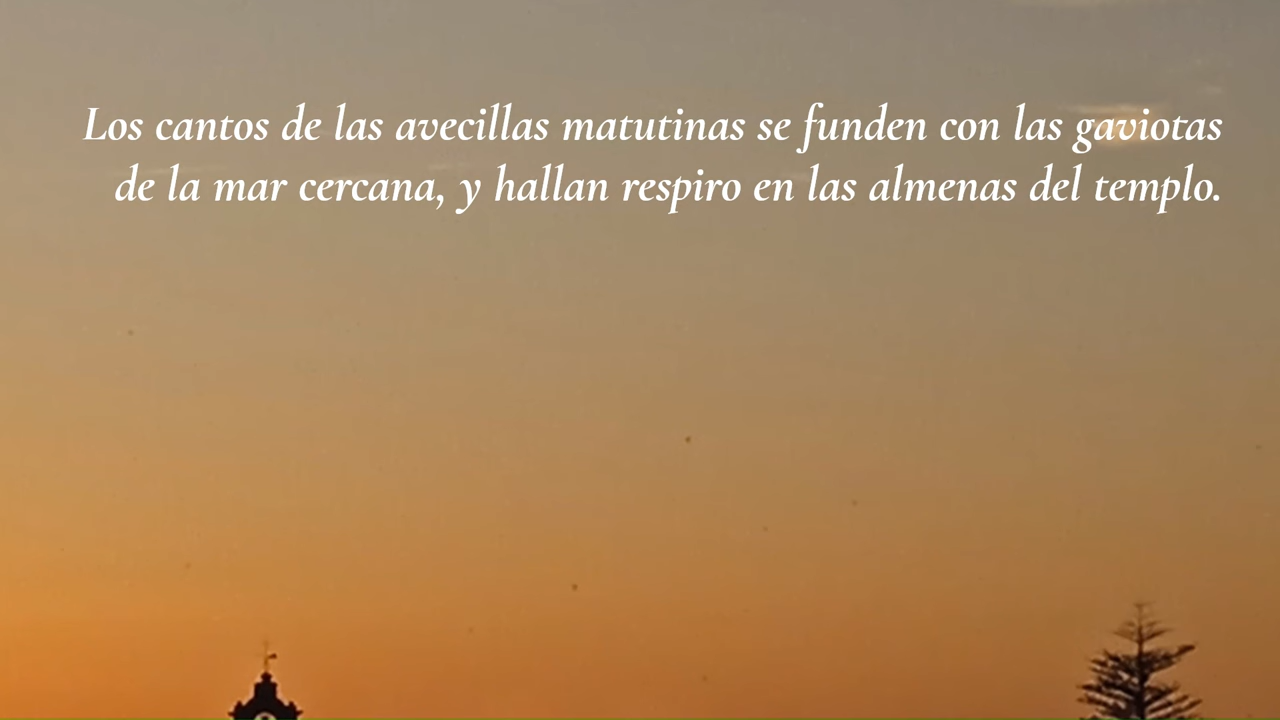 Los cantos de las avecillas matutinas se funden con las gaviotas
de la mar cercana, y hallan respiro en las almenas del templo.